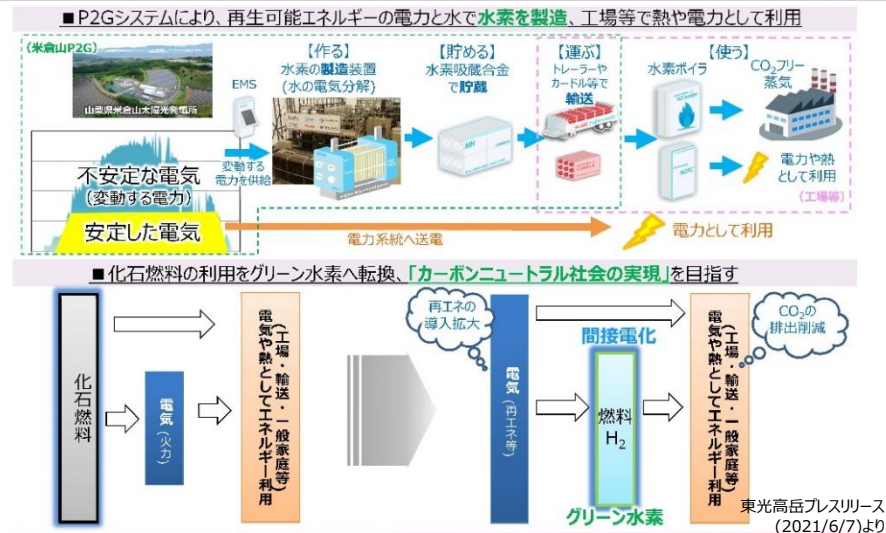 ■P2Gシステムにより、再生可能エネルギーの電力と水で水素を製造、工場等で熱や電力として利用
(米倉山P2G)
山梨県米倉山太陽光発電所
EMS
【作る】
水素の製造装置
(水の電気分解)
【貯める】
水素吸蔵合金
で貯蔵
【運ぶ】
トレーラーや
カードル等で
輸送
【使う】
水素ボイラ
CO₂フリー
蒸気
変動する
電力を供給
MH
電力や熱
として利用
(工場等)
不安定な電気
(変動する電力)
安定した電気
電力系統へ送電
電力として利用
■化石燃料の利用をグリーン水素へ転換、「カーボンニュートラル社会の実現」を目指す
化石燃料
電気
(火力)
(工場・輸送・一般家庭等)
電気や熱としてエネルギー利用
再エネの
導入拡大
電気
(再エネ等)
間接電化
燃料
H₂
グリーン水素
(工場・輸送・一般家庭等)
電気や熱としてエネルギー利用
CO₂の
排出削減
東光高岳プレスリリース
(2021/6/7)より